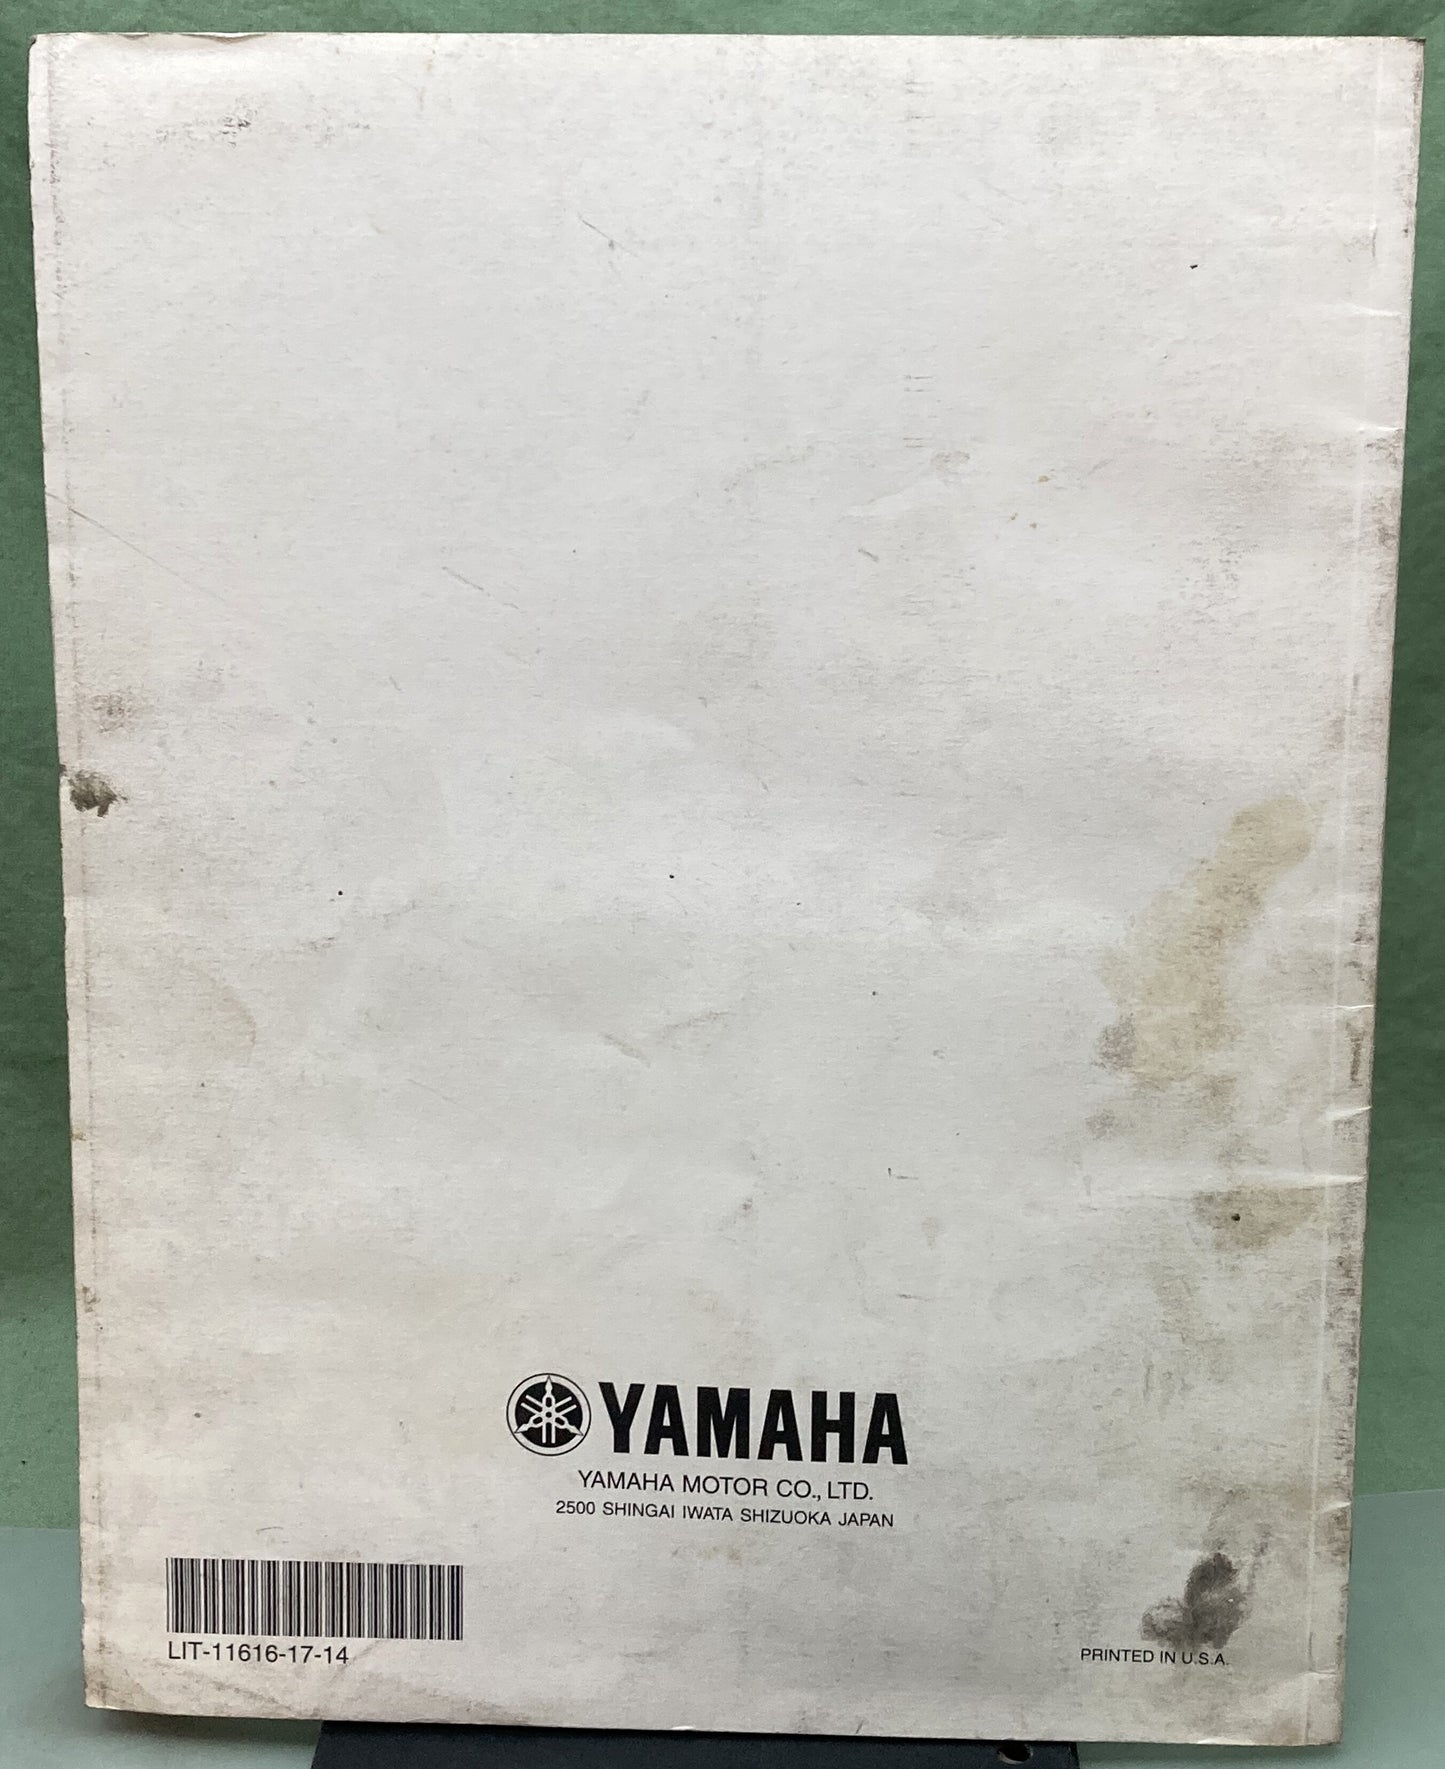 YAMAHA
YAMAHA MOTOR CO., LTD.
2500 SHINGAI IWATA SHIZUOKA JAPAN
LIT-11616-17-14
PRINTED IN U.S.A.